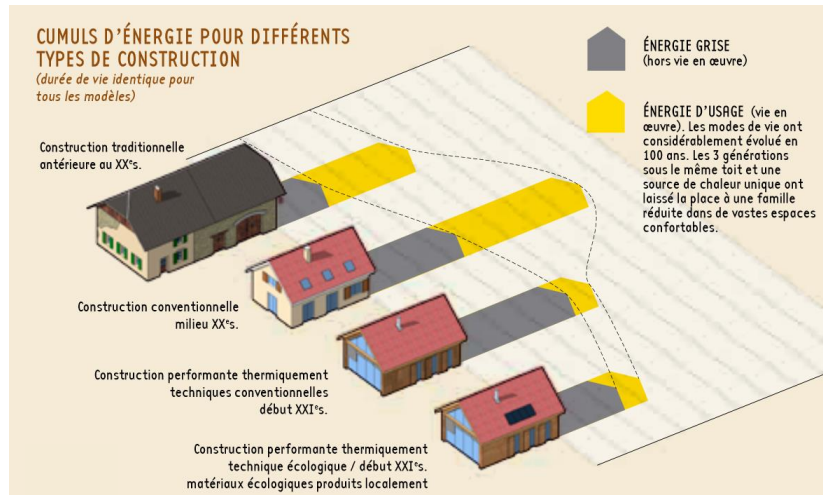 CUMULS D'ÉNERGIE POUR DIFFÉRENTS
TYPES DE CONSTRUCTION
(durée de vie identique pour
tous les modèles)
Construction traditionnelle
antérieure au XXᵉs.
Construction conventionnelle
milieu XXᵉs.
Construction performante thermiquement
techniques conventionnelles
début XXIᵉs.
Construction performante thermiquement
technique écologique / début XXIᵉs.
matériaux écologiques produits localement
ÉNERGIE GRISE
(hors vie en œuvre)
ÉNERGIE D'USAGE (vie en
œuvre). Les modes de vie ont
considérablement évolué en
100 ans. Les 3 générations
sous le même toit et une
source de chaleur unique ont
laissé la place à une famille
réduite dans de vastes espaces
confortables.